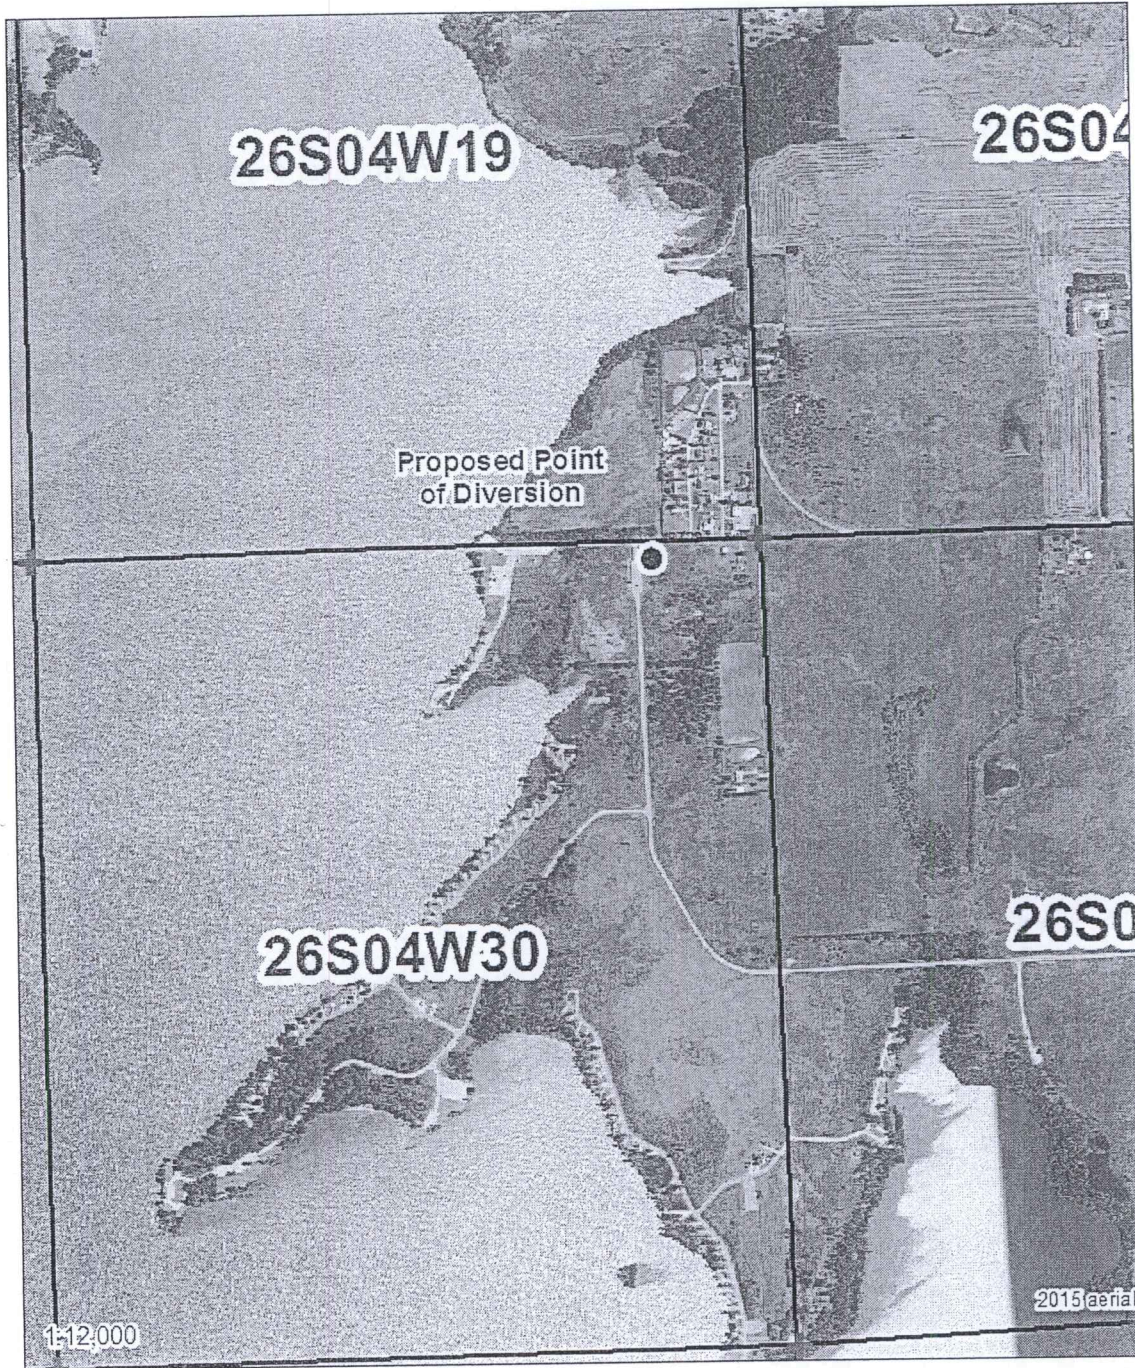 26S04W19
26S04
Proposed Point
of Diversion
26S04W30
26S0
2015 aerial
1:12,000